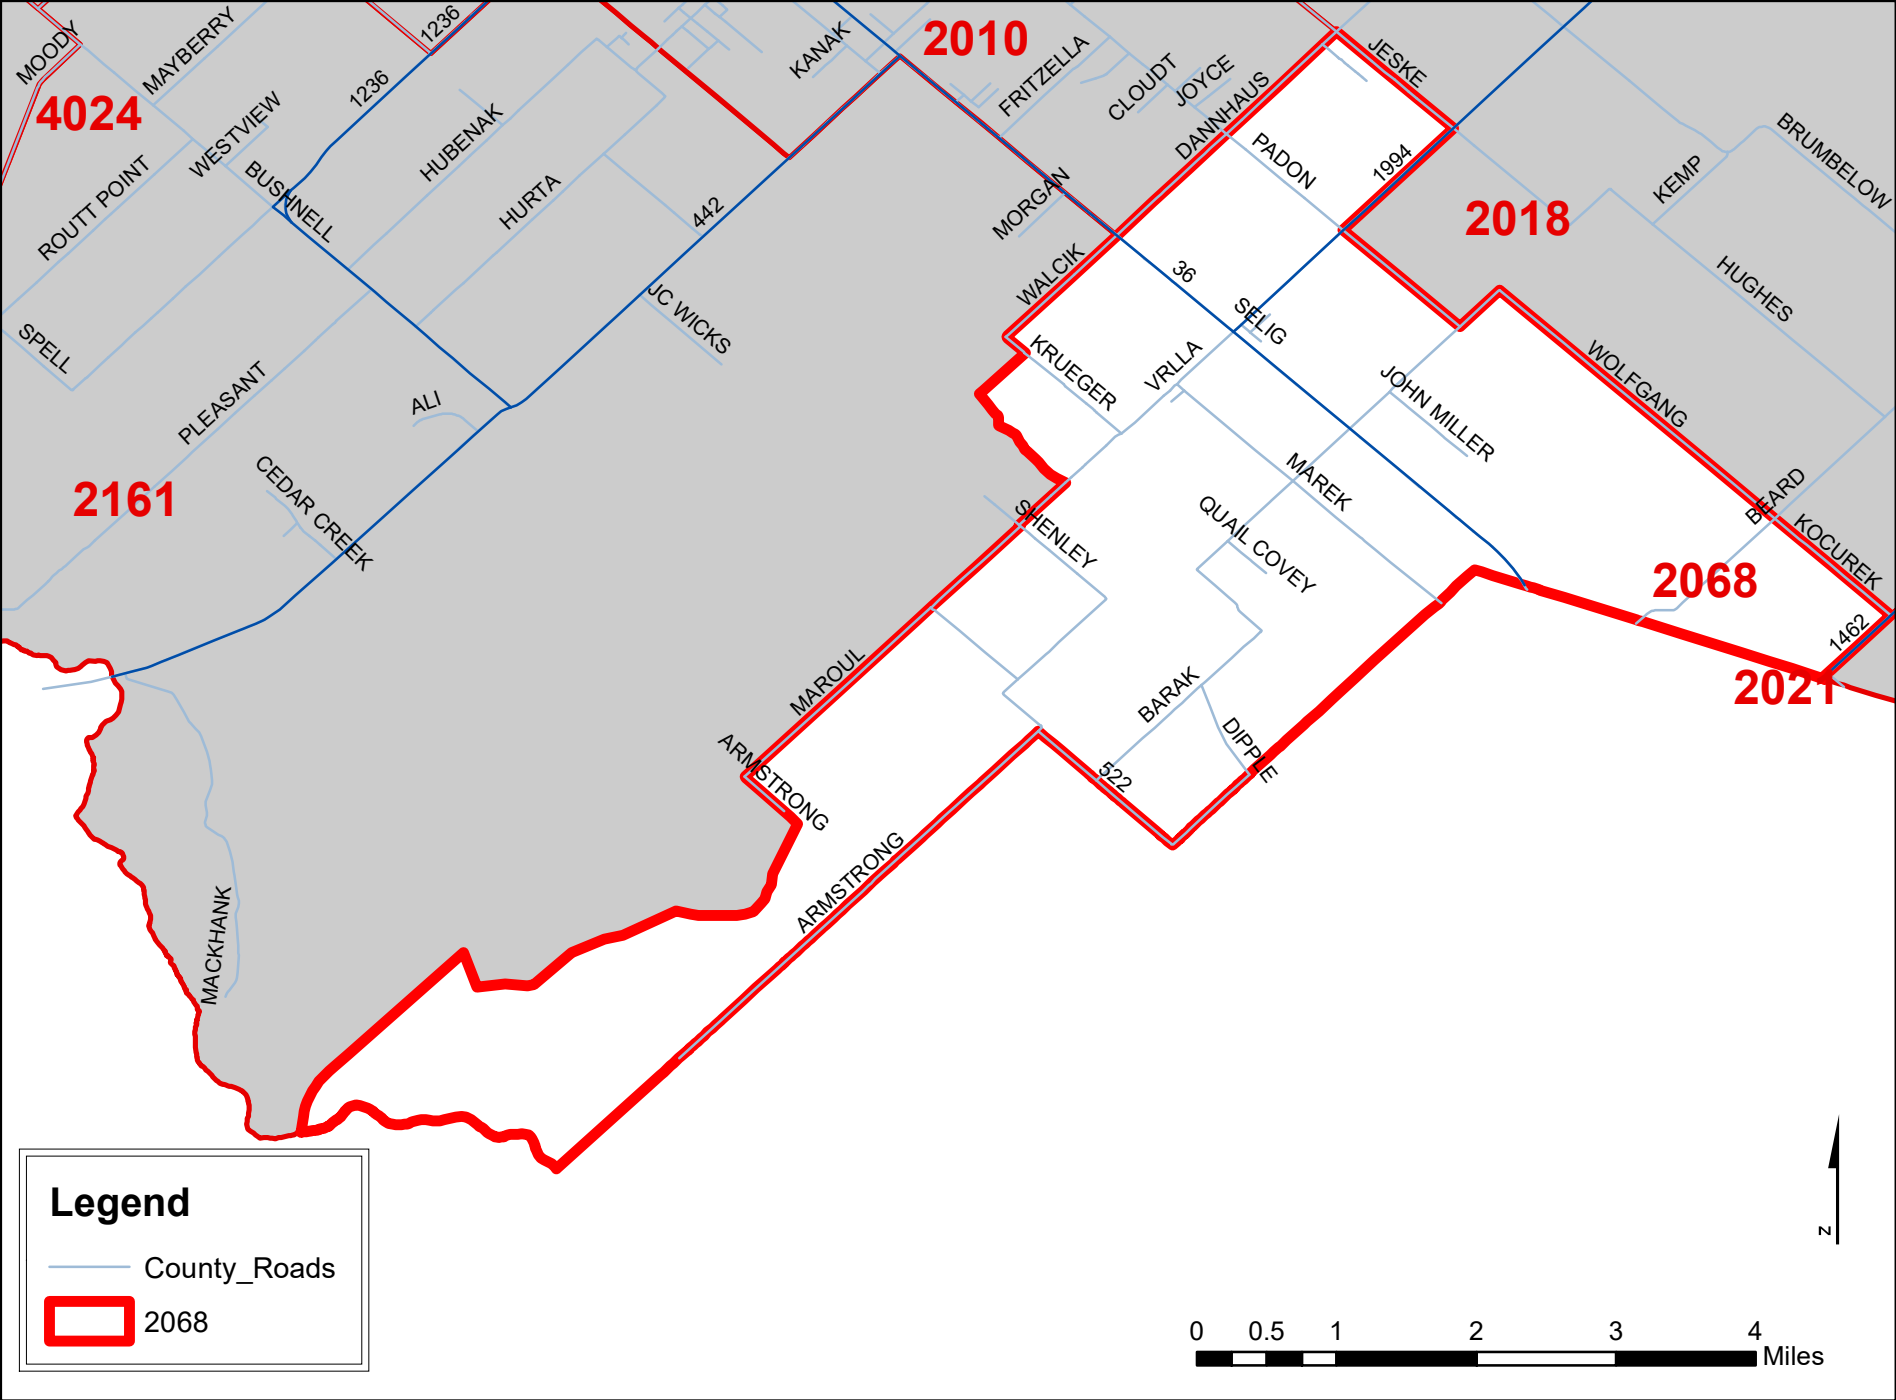 MOODY
MAYBERRY
1236
1236
KANAK
2010
FRITZELLA
CLOUDT
JOYCE
DANNHAUS
JESKE
4024
WESTVIEW
ROUTT POINT
BUSHNELL
HUBENAK
HURTA
442
MORGAN
WALCIK
PADON
1994
2018
KEMP
BRUMBELOW
HUGHES
36
SELIG
SPELL
PLEASANT
JC WICKS
ALI
KRUEGER
VRLLA
JOHN MILLER
WOLFGANG
2161
CEDAR CREEK
SHENLEY
MAREK
QUAIL COVEY
BEARD
KOCUREK
2068
1462
2021
MAROUL
ARMSTRONG
BARAK
DIPPLE
522
ARMSTRONG
MACKHANK
Legend
County_Roads
2068
z
0 0.5 1 2 3 4
Miles